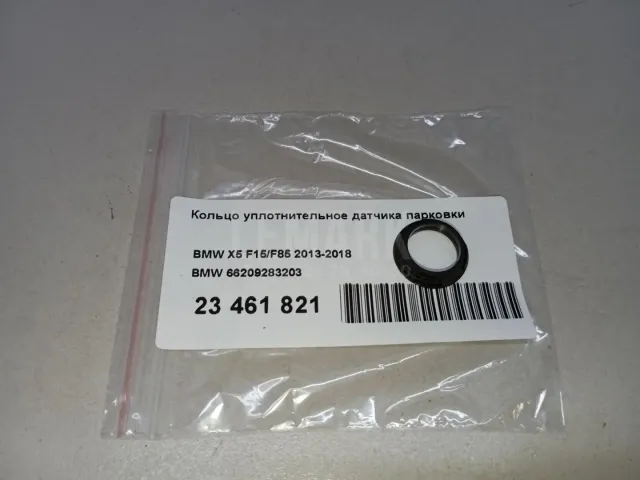 Кольцо уплотнительное датчика парковки
BMW X5 F15/F85 2013-2018
BMW 66209283203
23 461 821